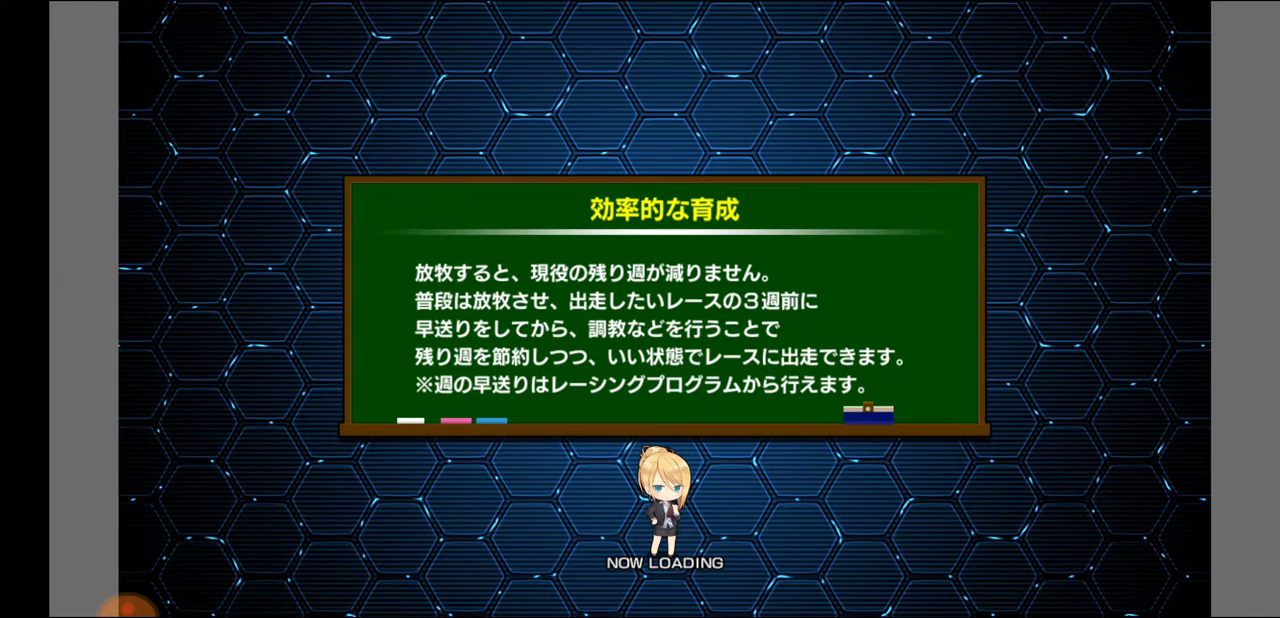 効率的な育成
放牧すると、現役の残り週が減りません。
普段は放牧させ、出走したいレースの３週前に
早送りをしてから、調教などを行うことで
残り週を節約しつつ、いい状態でレースに出走できます。
※週の早送りはレーシングプログラムから行えます。
NOW LOADING